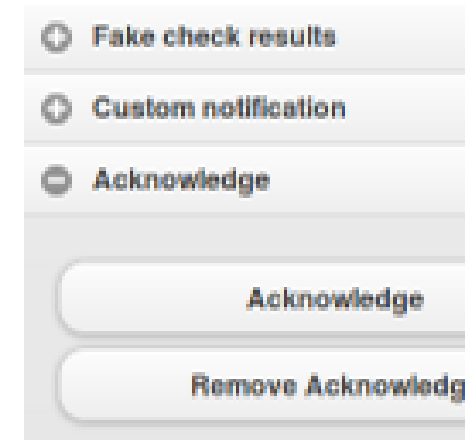 Fake check results
Custom notification
Acknowledge
Acknowledge
Remove Acknowledg